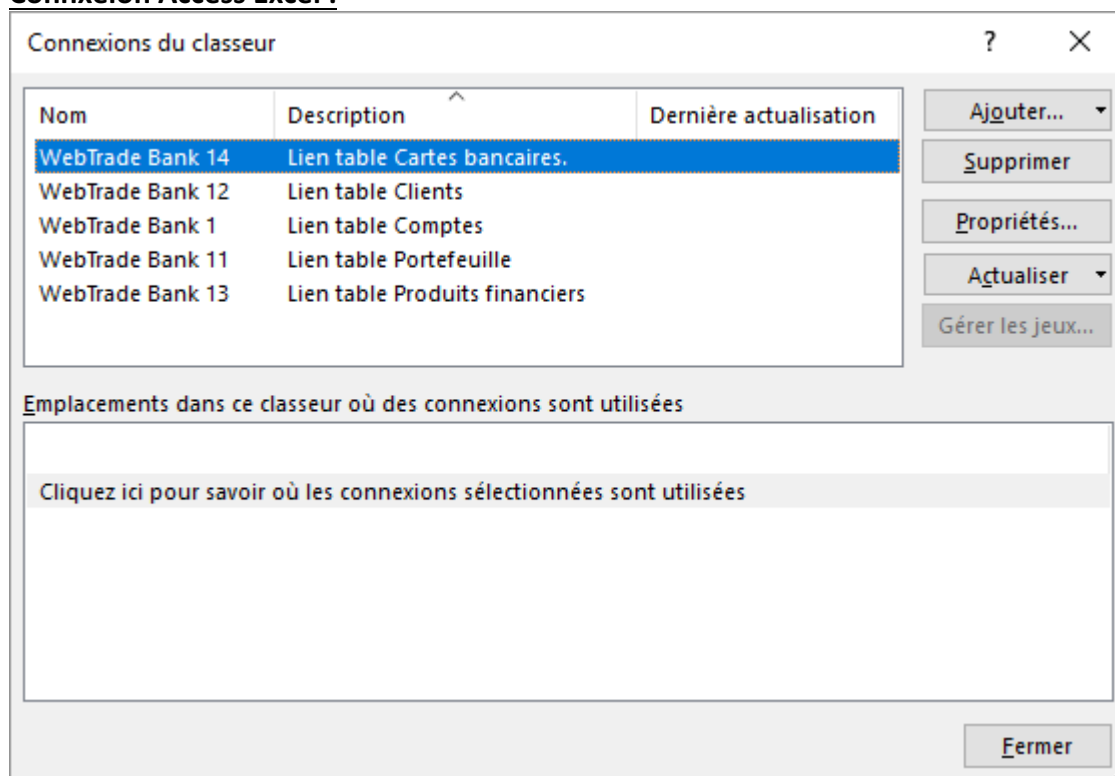 Connxeion Access Excel :
Connexions du classeur ?
Nom Description Dernière actualisation
WebTrade Bank 14 Lien table Cartes bancaires.
WebTrade Bank 12 Lien table Clients
WebTrade Bank 1 Lien table Comptes
WebTrade Bank 11 Lien table Portefeuille
WebTrade Bank 13 Lien table Produits financiers
Ajouter...
Supprimer
Propriétés...
Actualiser
Gérer les jeux...
Emplacements dans ce classeur où des connexions sont utilisées
Cliquez ici pour savoir où les connexions sélectionnées sont utilisées
Fermer